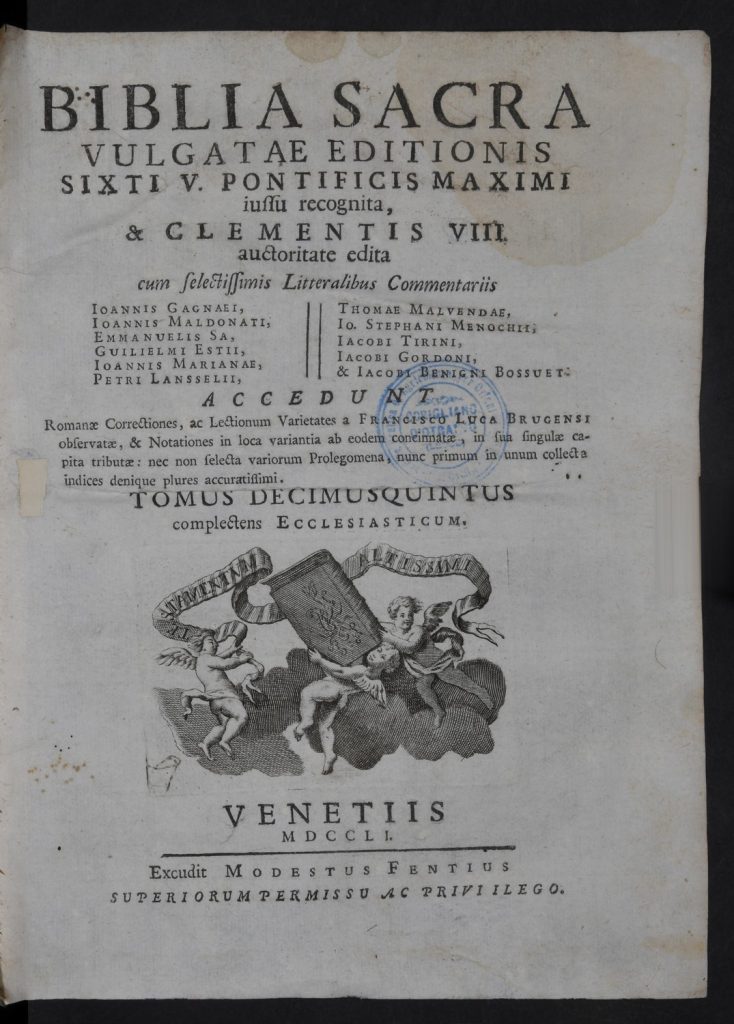 BIBLIA SACRA
VULGATÆ EDITIONIS
SIXTI V. PONTIFICIS MAXIMI
iussu recognita,
& CLEMENTIS VIII.
auctoritate edita
cum selectissimis Litteralibus Commentariis
IOANNIS GAGNAEI,
IOANNIS MALDONATI,
EMMANUELIS SA,
GUILIELMI ESTII,
IOANNIS MARIANAE,
PETRI LANSSELII,
THOMAE MALVENDAE,
IO. STEPHANI MENOCHII,
IACOBI TIRINI,
IACOBI GORDONI,
& IACOBI BENIGNI BOSSUET.
ACCEDUNT
Romanæ Correctiones, ac Lectionum Varietates a FRANCISCO LUCA BRUGENSI
observatæ, & Notationes in loca variantia ab eodem concinnatæ, in sua singulæ ca-
pita tributæ: nec non selecta variorum Prolegomena, nunc primum in unum collecta
indices denique plures accuratissimi.
TOMUS DECIMUSQUINTUS
complectens ECCLESIASTICUM.
ALTISSIMI
VENETIIS
MDCCLI.
Excudit MODESTUS FENTIUS
SUPERIORUM PERMISSU AC PRIVIILEGO.